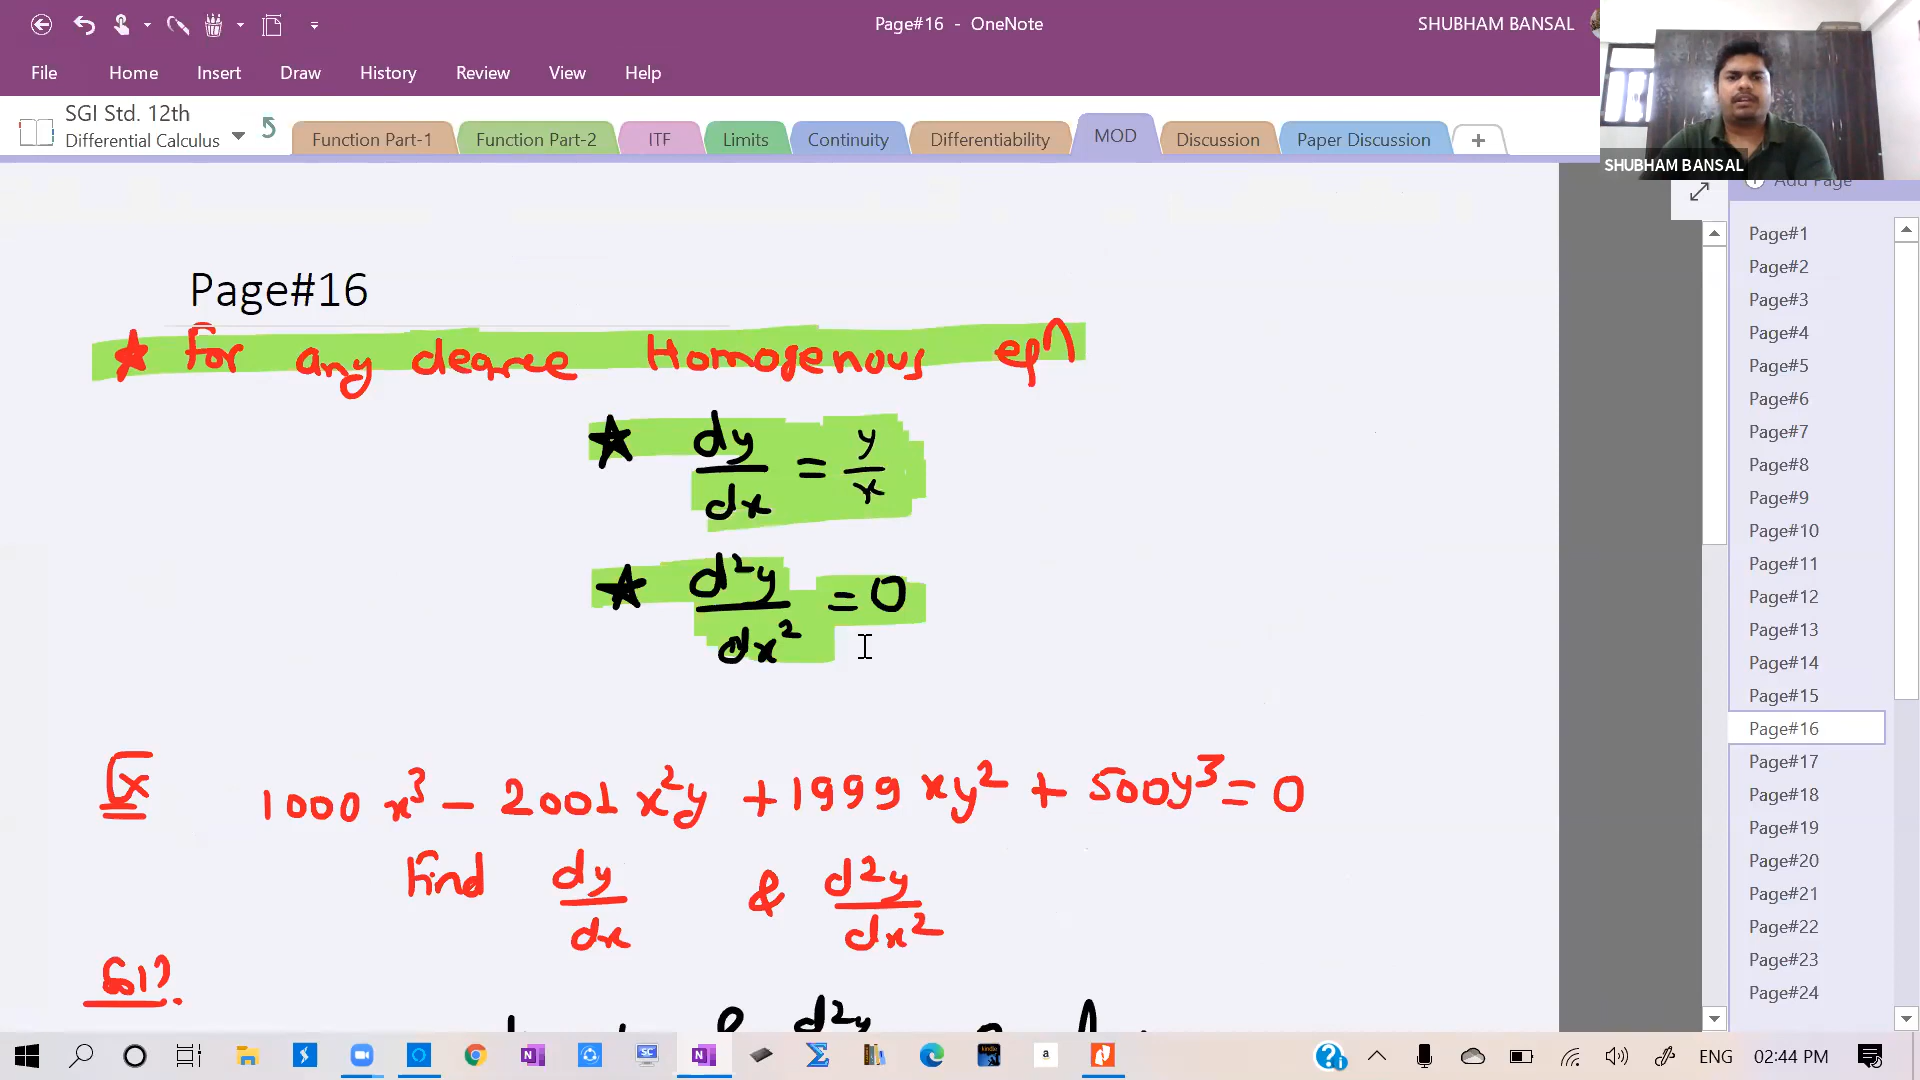 Page#16 - OneNote
SHUBHAM BANSAL
File Home Insert Draw History Review View Help
SGI Std. 12th
Differential Calculus
Function Part-1 Function Part-2 ITF Limits Continuity Differentiability MOD Discussion Paper Discussion +
SHUBHAM BANSAL
Add Page
Page#16
★ for any degree Homogenous eqn
★ dy/dx = y/x
★ d²y/dx² = 0
Ex 1000 x³ - 2001 x²y + 1999 xy² + 500y³ = 0
Find dy/dx & d²y/dx²
Sol?
& d²y
Page#1
Page#2
Page#3
Page#4
Page#5
Page#6
Page#7
Page#8
Page#9
Page#10
Page#11
Page#12
Page#13
Page#14
Page#15
Page#16
Page#17
Page#18
Page#19
Page#20
Page#21
Page#22
Page#23
Page#24
ENG 02:44 PM